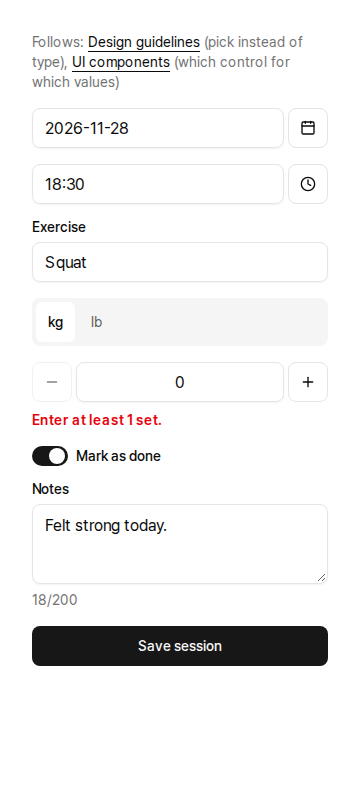 Follows: Design guidelines (pick instead of
type), UI components (which control for
which values)
2026-11-28
18:30
Exercise
Squat
kg lb
0
Enter at least 1 set.
Mark as done
Notes
Felt strong today.
18/200
Save session